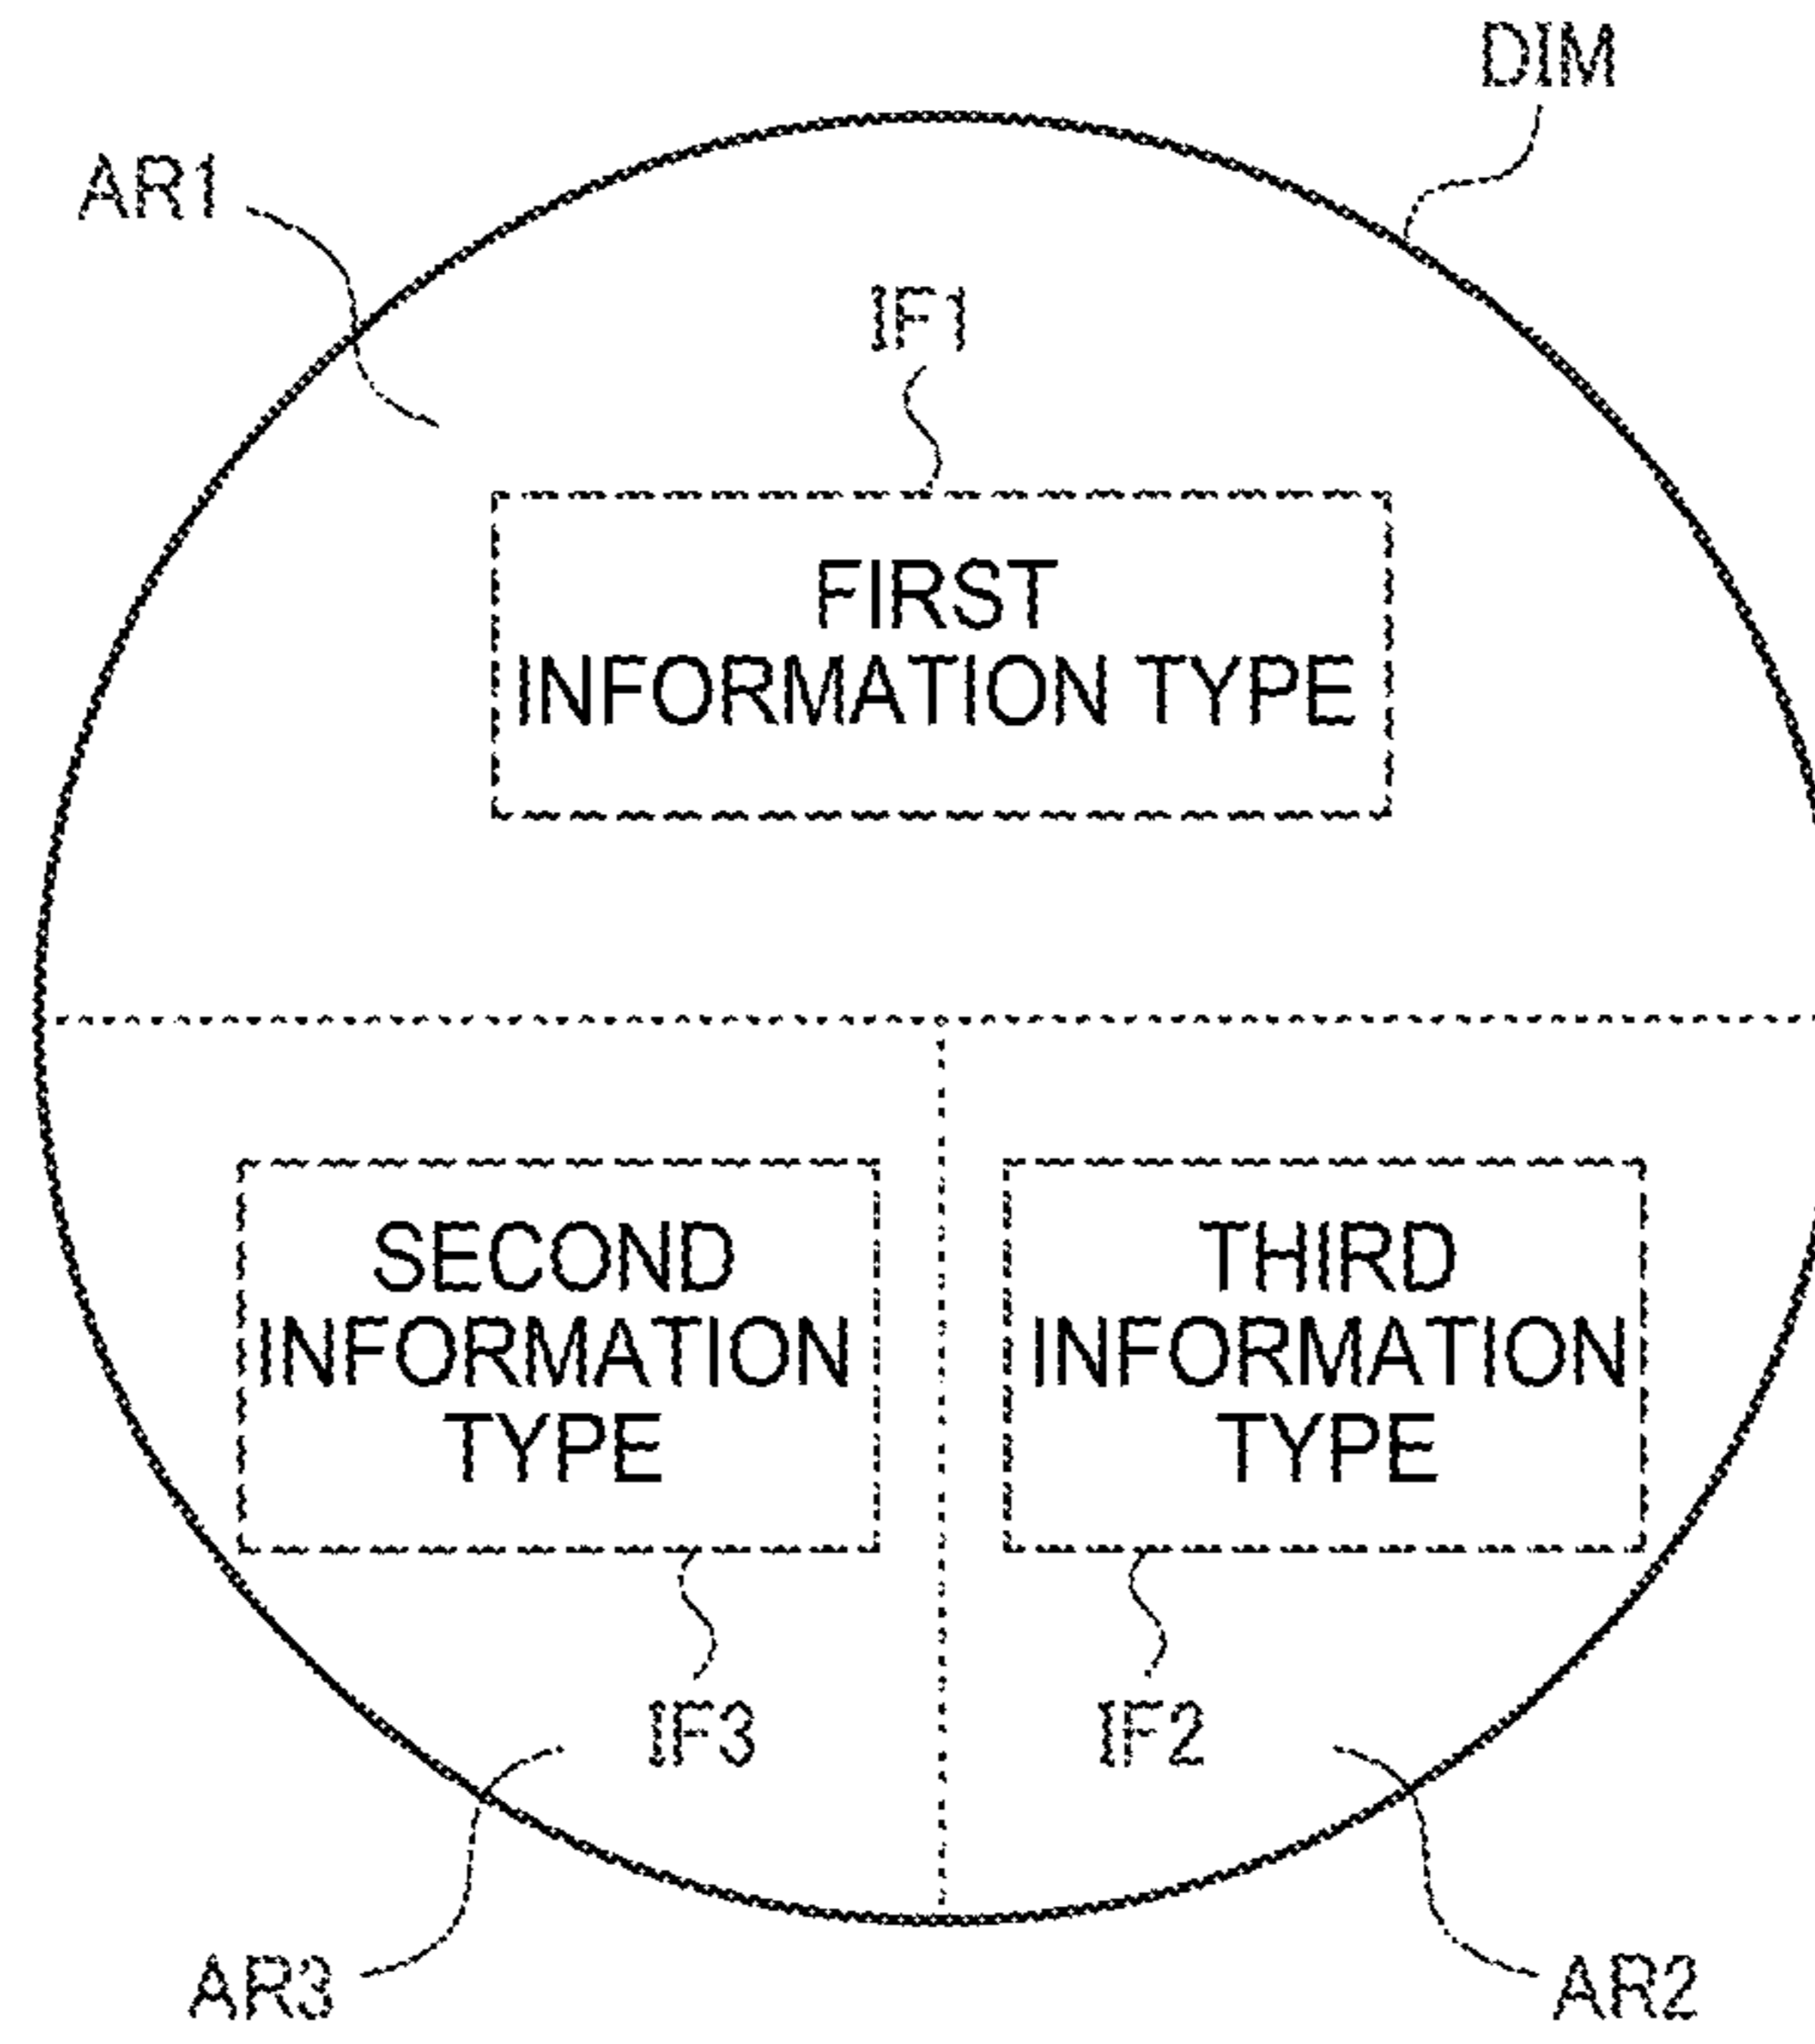 DIM
AR1
IF1
FIRST
INFORMATION TYPE
SECOND
INFORMATION
TYPE
THIRD
INFORMATION
TYPE
IF3
IF2
AR3
AR2